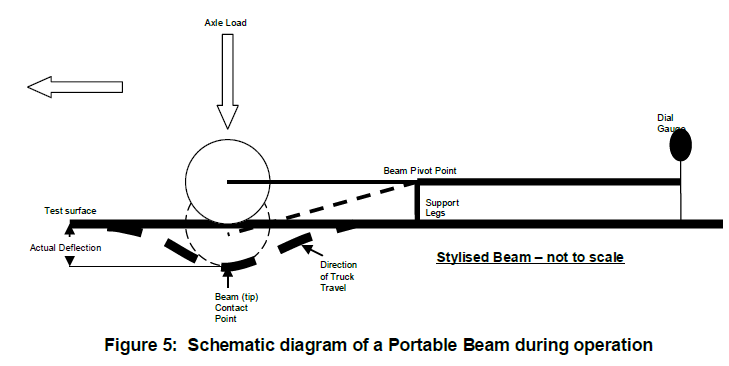 Axle Load
Dial
Gauge
Beam Pivot Point
Test surface
Support
Legs
Actual Deflection
Stylised Beam – not to scale
Direction
of Truck
Travel
Beam (tip)
Contact
Point
Figure 5: Schematic diagram of a Portable Beam during operation